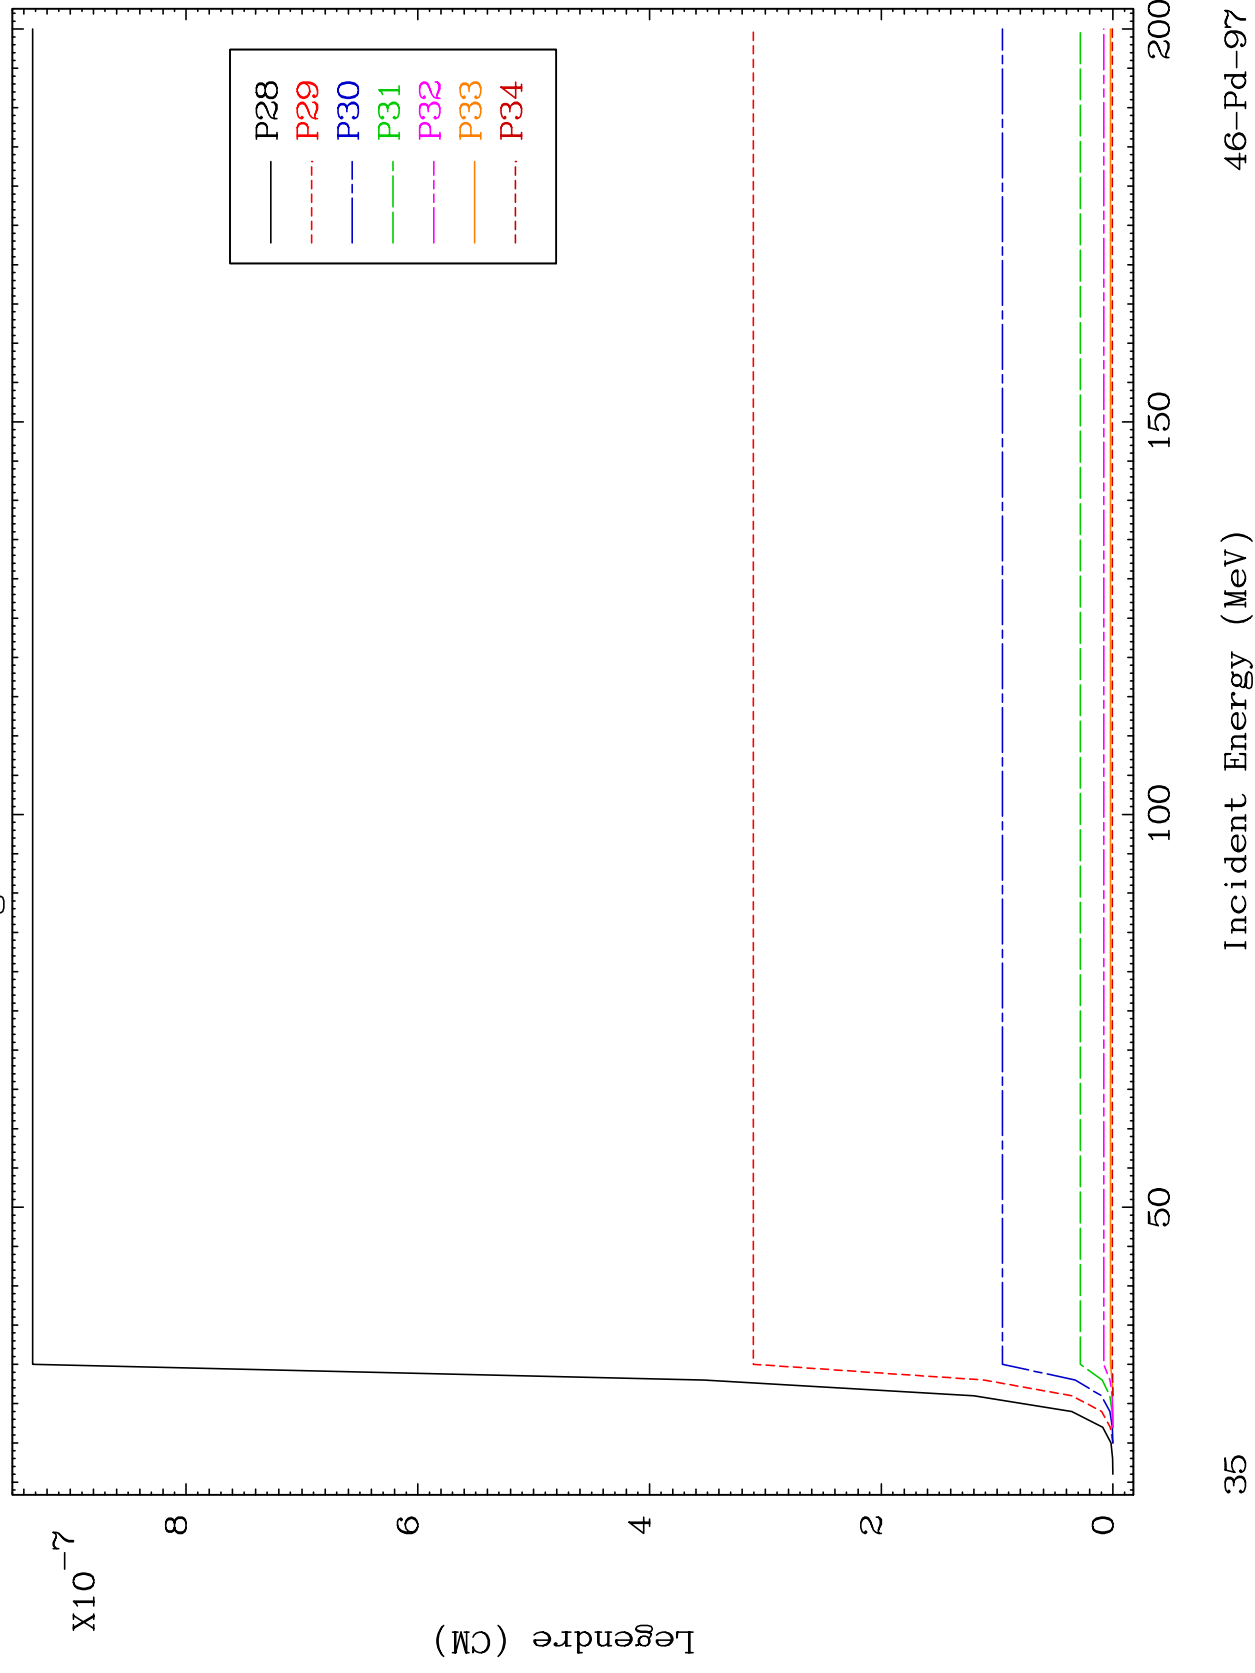 X10-7
Legendre (CM)
8
6
4
2
0
P28
P29
P30
P31
P32
P33
P34
50
100
150
200
Incident Energy (MeV)
35
46-Pd-97